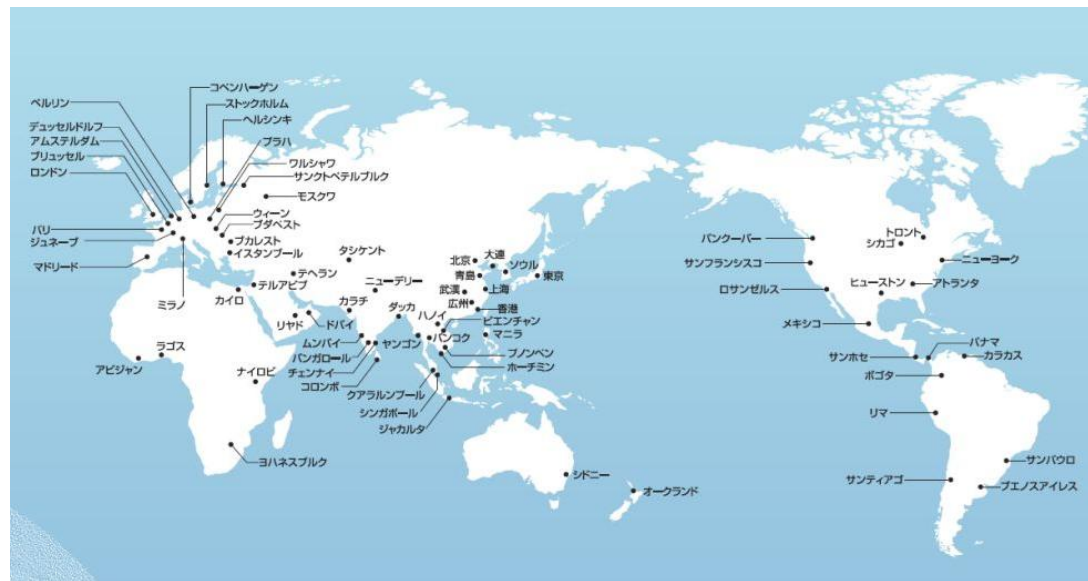 コペンハーゲン
ベルリン
ストックホルム
ヘルシンキ
デュッセルドルフ
アムステルダム
プラハ
ブリュッセル
ワルシャワ
ロンドン
サンクトペテルブルク
モスクワ
ウィーン
パリ
ブダペスト
ジュネーブ
ブカレスト
イスタンブール
マドリード
ミラノ
タシケント
テヘラン
テルアビブ
カイロ
ニューデリー
カラチ
ダッカ
リヤド
ドバイ
ムンバイ
ヤンゴン
バンガロール
チェンナイ
コロンボ
北京
大連
ソウル
青島
東京
武漢
上海
広州
香港
ハノイ
ビエンチャン
マニラ
バンコク
プノンペン
ホーチミン
クアラルンプール
シンガポール
ジャカルタ
ラゴス
アビジャン
ナイロビ
ヨハネスブルク
シドニー
オークランド
バンクーバー
トロント
シカゴ
サンフランシスコ
ニューヨーク
ロサンゼルス
ヒューストン
アトランタ
メキシコ
サンホセ
パナマ
カラカス
ボゴタ
リマ
サンパウロ
サンティアゴ
ブエノスアイレス